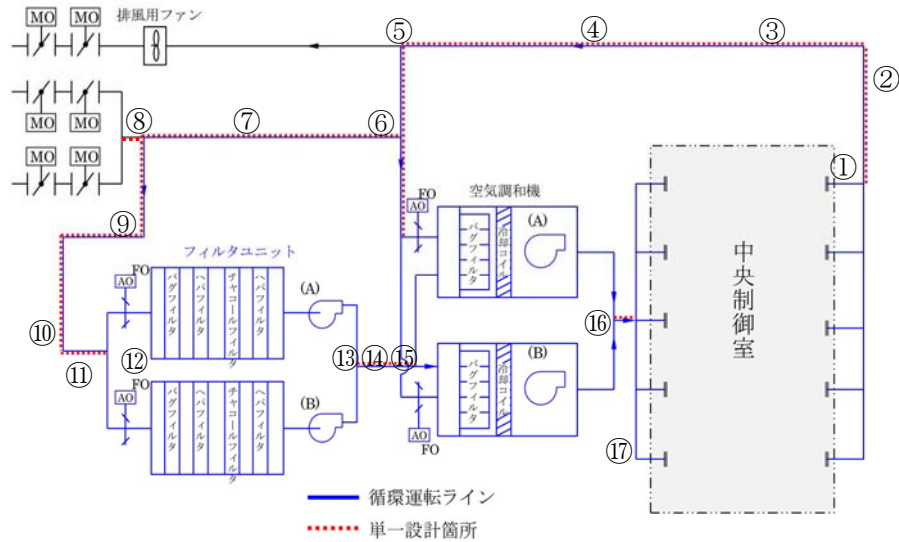 MO MO 排風用ファン ⑤ ④ ③
②
MO MO ⑧ ⑦ ⑥
MO MO
①
⑨
空気調和機
FO
AO
バグフィルタ
冷却コイル
(A)
中央制御室
フィルタユニット
FO
AO
バグフィルタ
ヘパフィルタ
チャコールフィルタ
ヘパフィルタ
(A)
⑩
⑪
⑫
⑬ ⑭ ⑮
⑯
FO
AO
バグフィルタ
ヘパフィルタ
チャコールフィルタ
ヘパフィルタ
(B)
バグフィルタ
冷却コイル
(B)
AO
FO
⑰
循環運転ライン
単一設計箇所